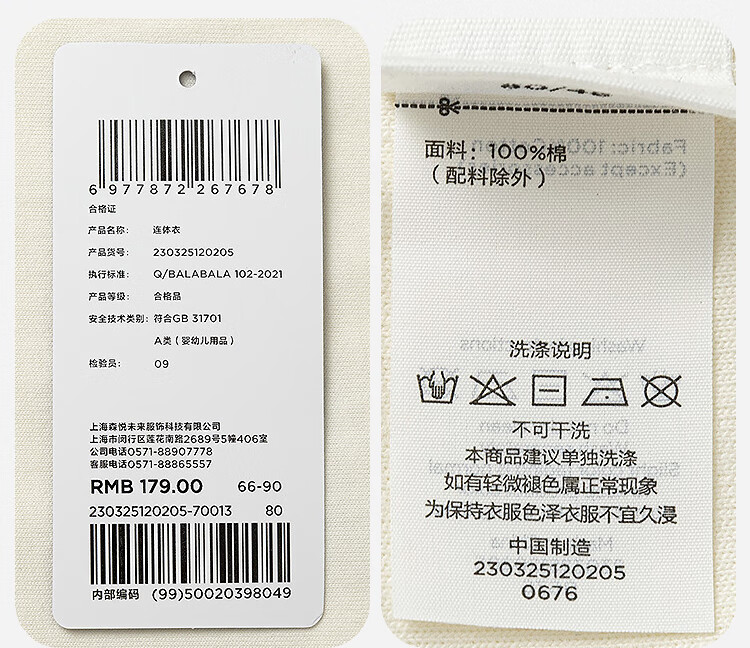 6 977872 267678
合格证
产品名称: 连体衣
产品货号: 230325120205
执行标准: Q/BALABALA 102-2021
产品等级: 合格品
安全技术类别: 符合GB 31701
A类（婴幼儿用品）
检验员: 09
上海森悦未来服饰科技有限公司
上海市闵行区莲花南路2689号5幢406室
公司电话0571-88907778
客服电话0571-88865557
RMB 179.00 66-90
230325120205-70013 80
内部编码 (99)50020398049
面料: 100%棉
（配料除外）
洗涤说明
不可干洗
本商品建议单独洗涤
如有轻微褪色属正常现象
为保持衣服色泽衣服不宜久浸
中国制造
230325120205
0676